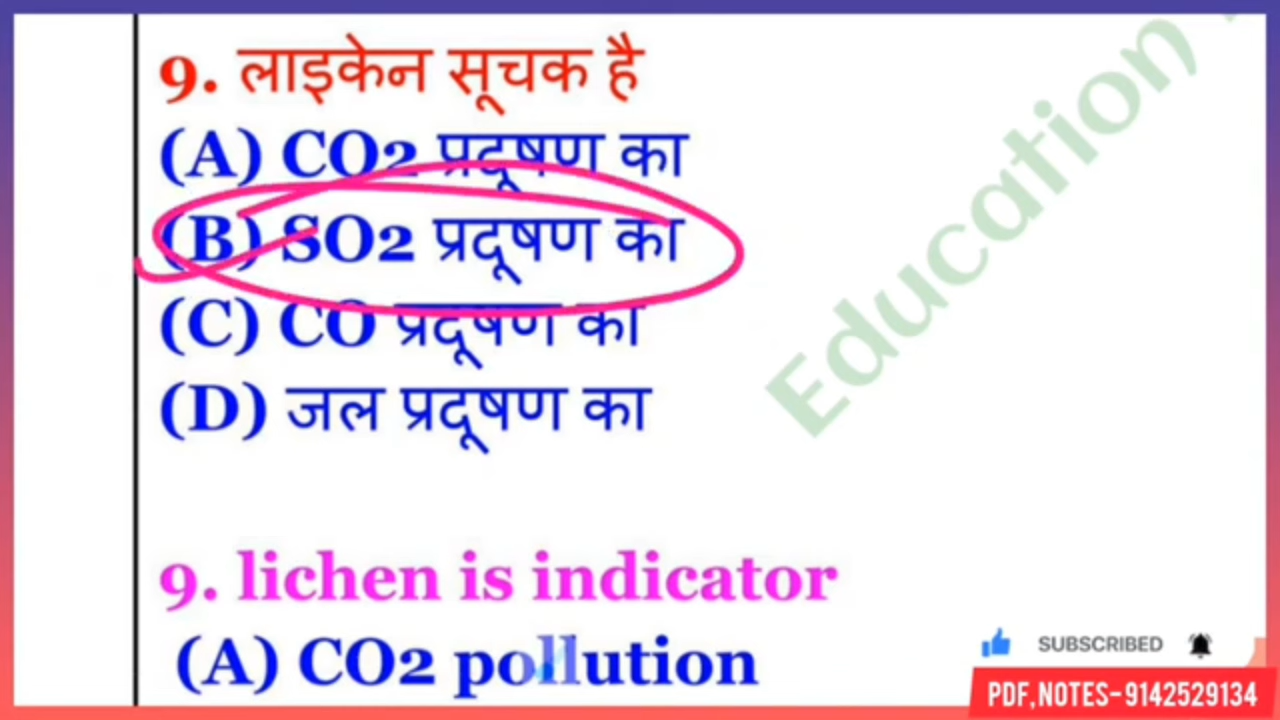 9. लाइकेन सूचक है
(A) CO2 प्रदूषण का
(B) SO2 प्रदूषण का
(C) CO प्रदूषण का
(D) जल प्रदूषण का
Education
9. lichen is indicator
(A) CO2 pollution
SUBSCRIBED
PDF,NOTES-9142529134